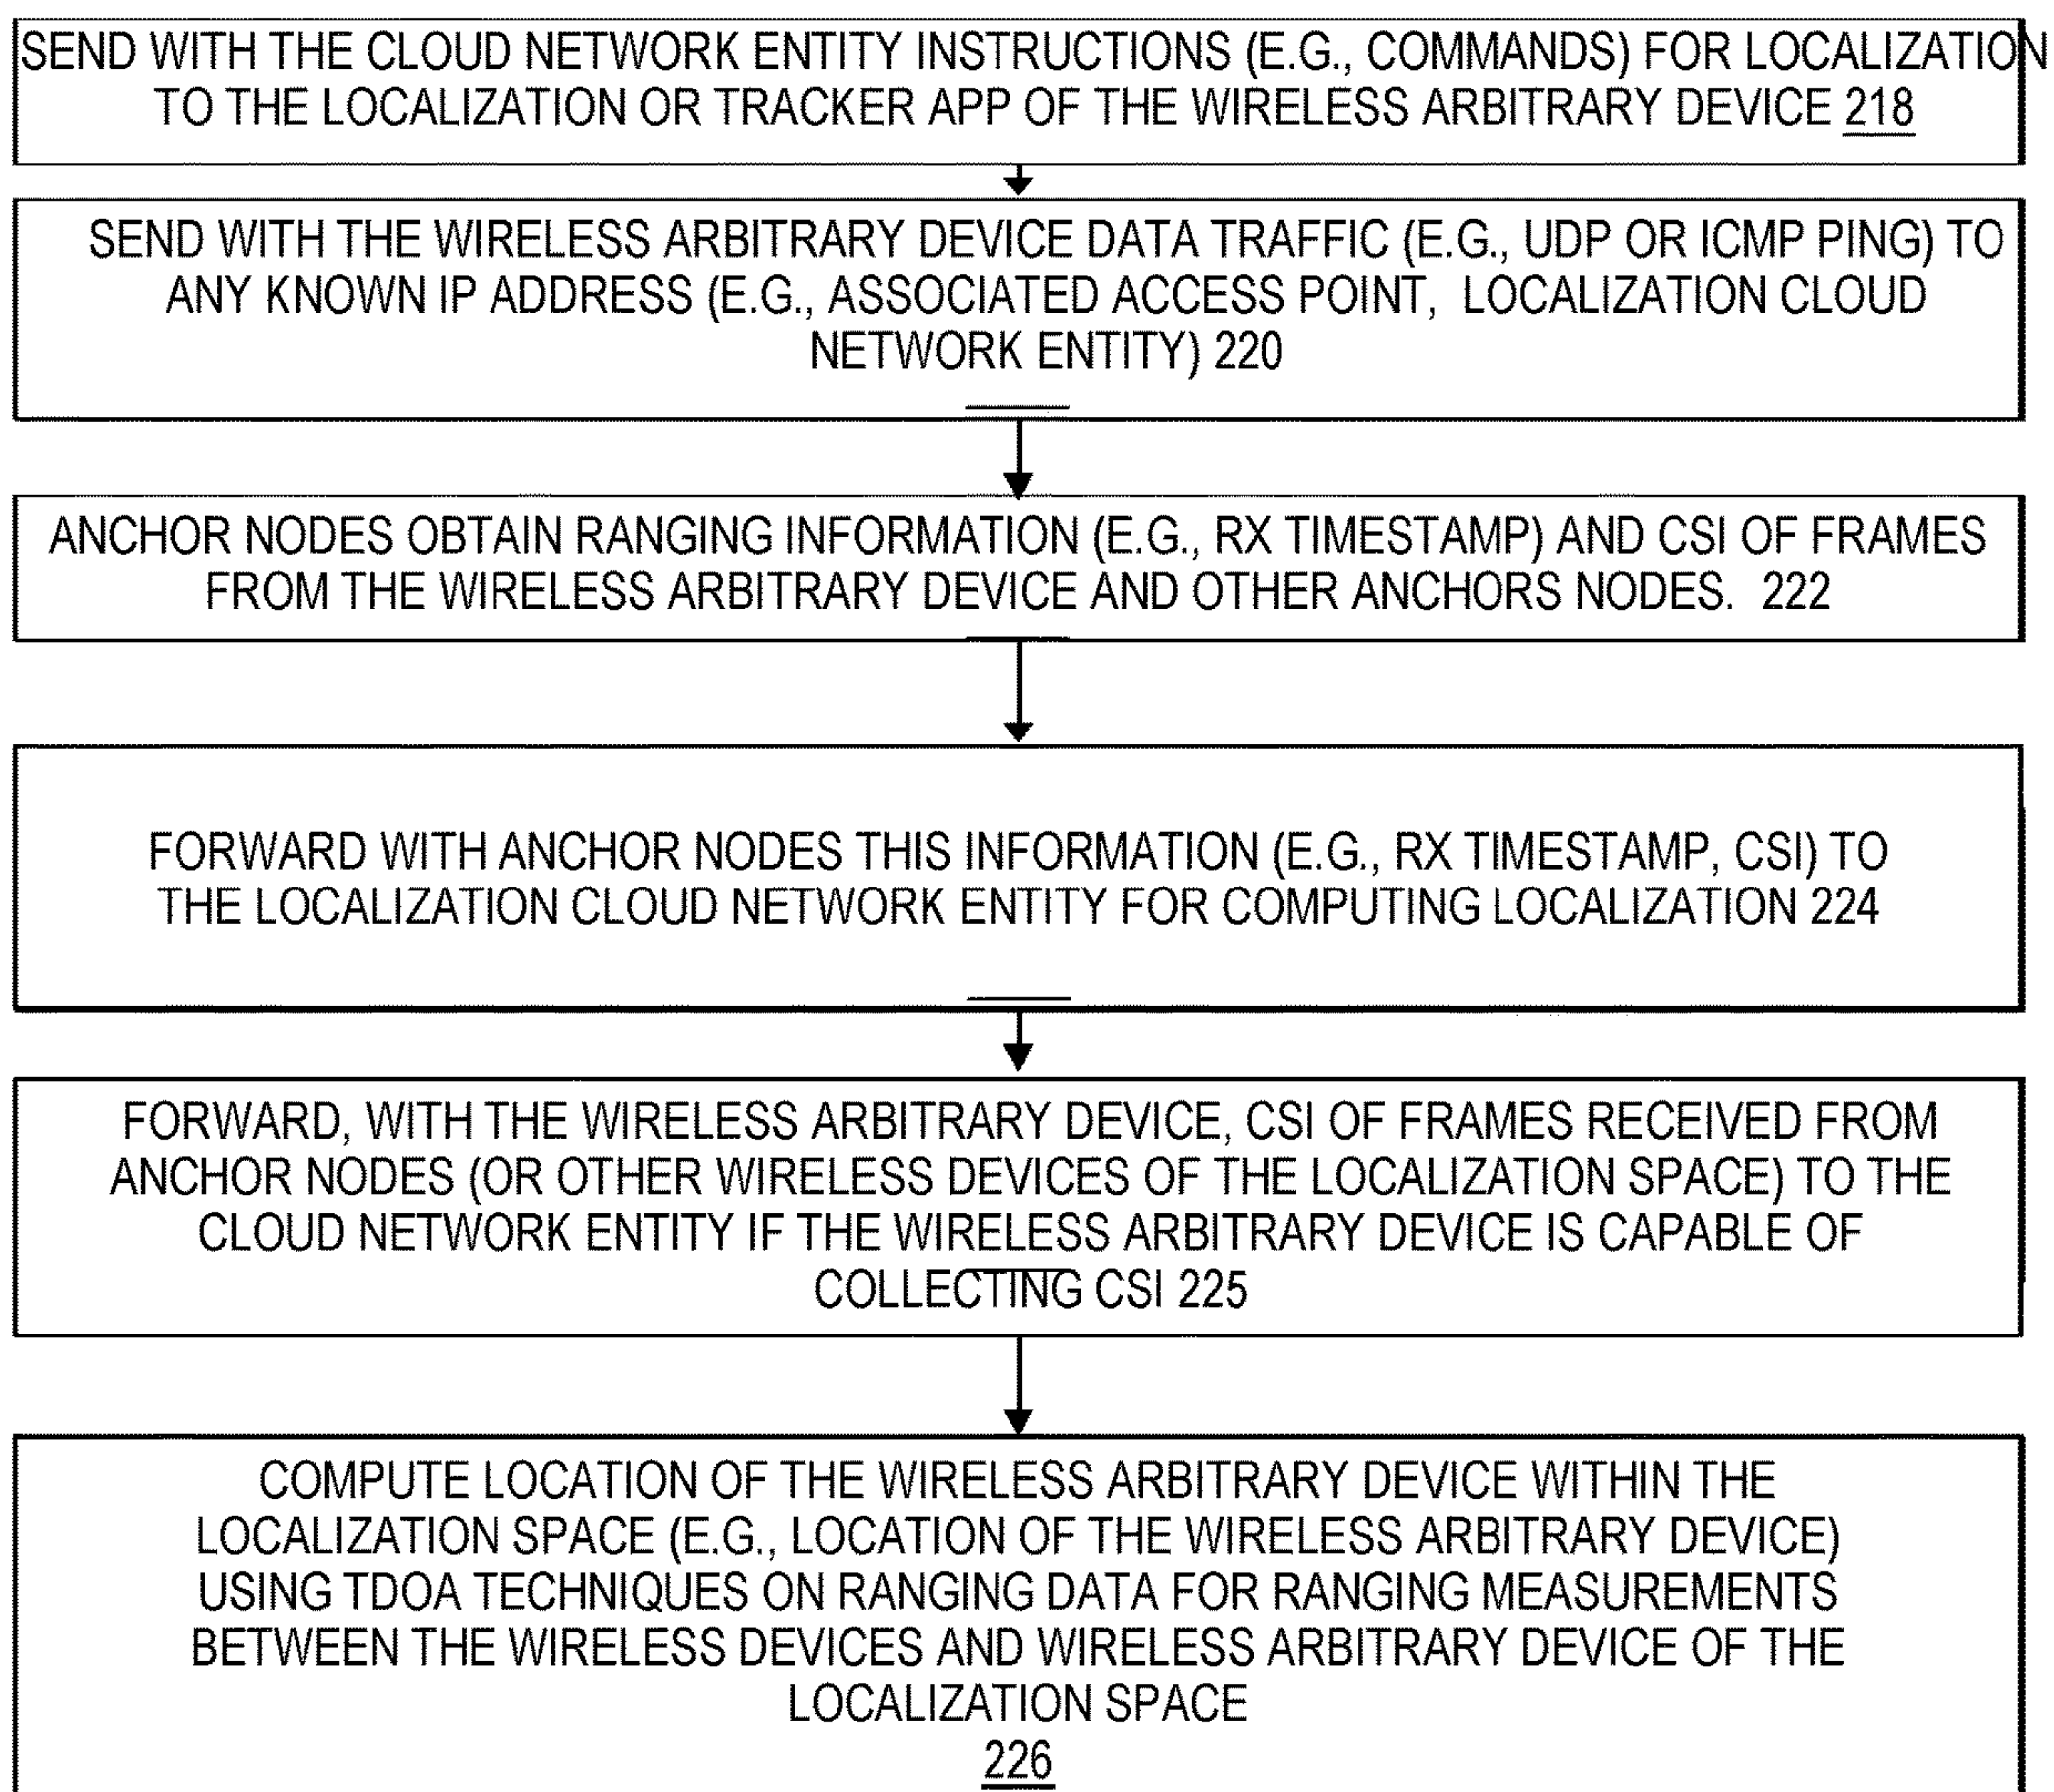 SEND WITH THE CLOUD NETWORK ENTITY INSTRUCTIONS (E.G., COMMANDS) FOR LOCALIZATION
TO THE LOCALIZATION OR TRACKER APP OF THE WIRELESS ARBITRARY DEVICE 218
SEND WITH THE WIRELESS ARBITRARY DEVICE DATA TRAFFIC (E.G., UDP OR ICMP PING) TO
ANY KNOWN IP ADDRESS (E.G., ASSOCIATED ACCESS POINT, LOCALIZATION CLOUD
NETWORK ENTITY) 220
ANCHOR NODES OBTAIN RANGING INFORMATION (E.G., RX TIMESTAMP) AND CSI OF FRAMES
FROM THE WIRELESS ARBITRARY DEVICE AND OTHER ANCHORS NODES. 222
FORWARD WITH ANCHOR NODES THIS INFORMATION (E.G., RX TIMESTAMP, CSI) TO
THE LOCALIZATION CLOUD NETWORK ENTITY FOR COMPUTING LOCALIZATION 224
FORWARD, WITH THE WIRELESS ARBITRARY DEVICE, CSI OF FRAMES RECEIVED FROM
ANCHOR NODES (OR OTHER WIRELESS DEVICES OF THE LOCALIZATION SPACE) TO THE
CLOUD NETWORK ENTITY IF THE WIRELESS ARBITRARY DEVICE IS CAPABLE OF
COLLECTING CSI 225
COMPUTE LOCATION OF THE WIRELESS ARBITRARY DEVICE WITHIN THE
LOCALIZATION SPACE (E.G., LOCATION OF THE WIRELESS ARBITRARY DEVICE)
USING TDOA TECHNIQUES ON RANGING DATA FOR RANGING MEASUREMENTS
BETWEEN THE WIRELESS DEVICES AND WIRELESS ARBITRARY DEVICE OF THE
LOCALIZATION SPACE
226